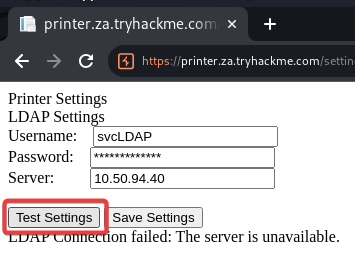 printer.za.tryhackme.com
https://printer.za.tryhackme.com/settin
Printer Settings
LDAP Settings
Username: svcLDAP
Password: *************
Server: 10.50.94.40
Test Settings Save Settings
LDAP Connection failed: The server is unavailable.